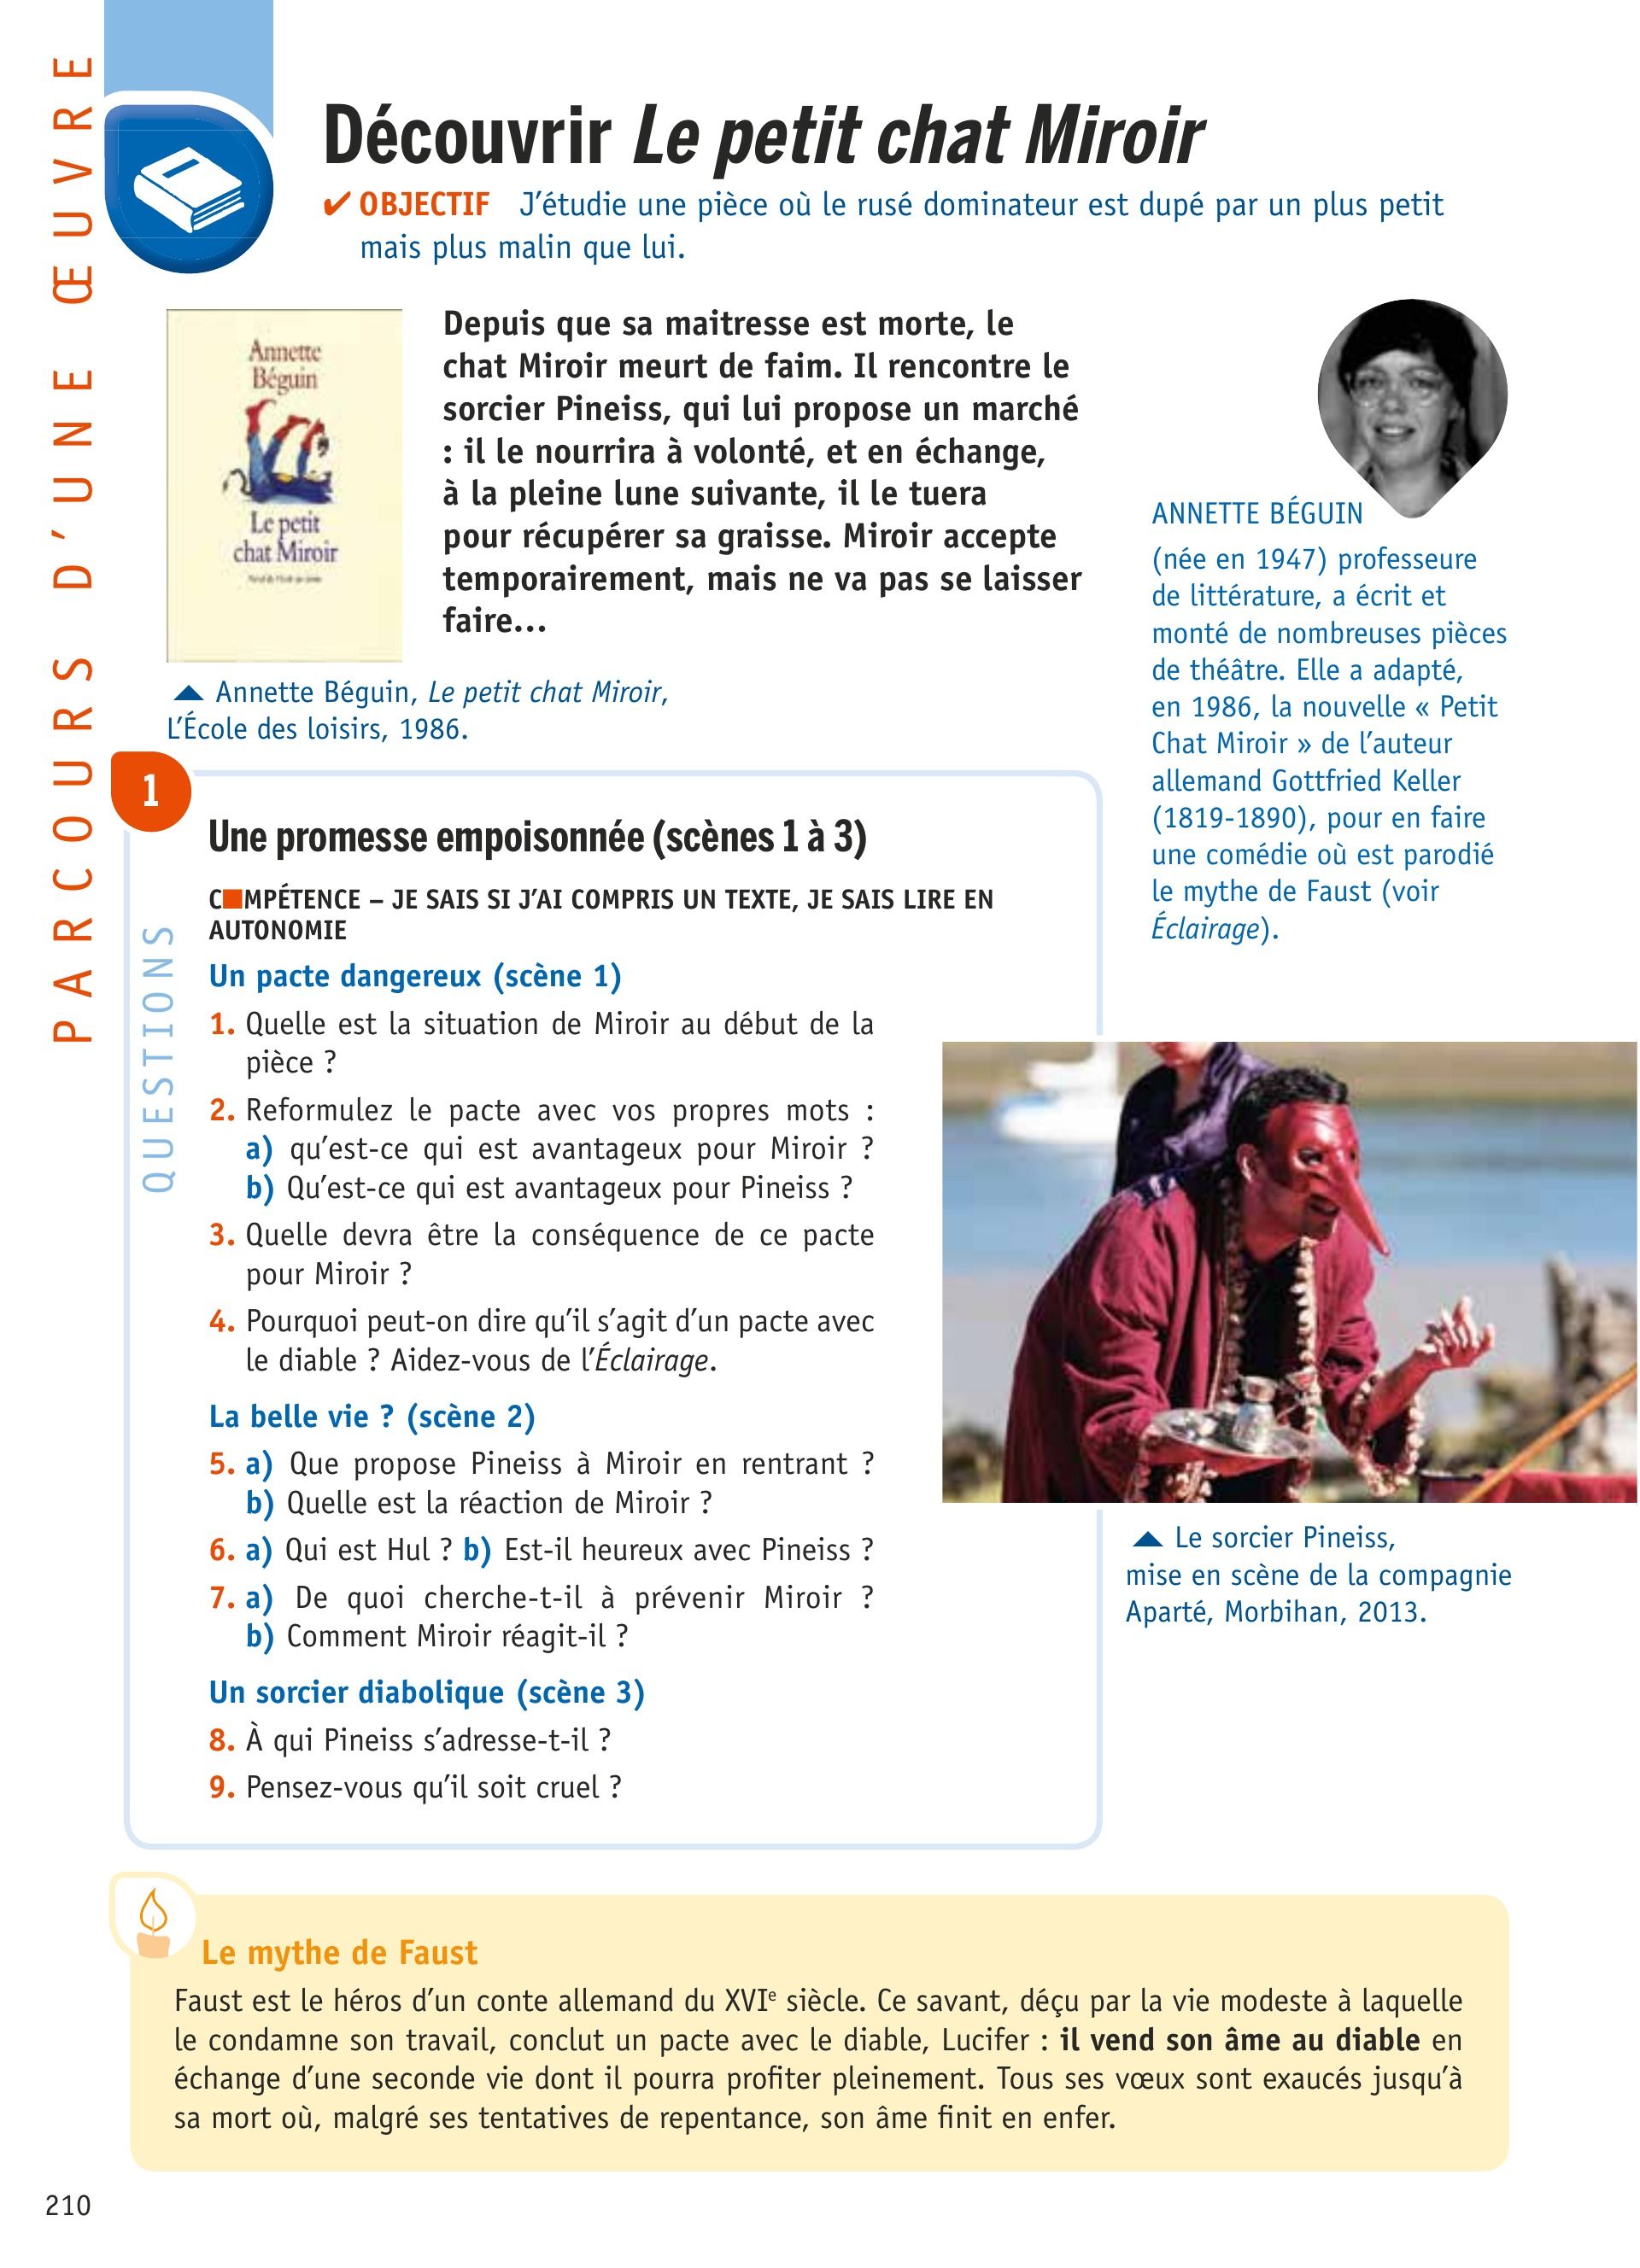 PARCOURS D'UNE ŒUVRE
Découvrir Le petit chat Miroir
✔ OBJECTIF J'étudie une pièce où le rusé dominateur est dupé par un plus petit
mais plus malin que lui.
Annette
Béguin
Le petit
chat Miroir
Depuis que sa maitresse est morte, le
chat Miroir meurt de faim. Il rencontre le
sorcier Pineiss, qui lui propose un marché
: il le nourrira à volonté, et en échange,
à la pleine lune suivante, il le tuera
pour récupérer sa graisse. Miroir accepte
temporairement, mais ne va pas se laisser
faire…
Annette Béguin, Le petit chat Miroir,
L'École des loisirs, 1986.
ANNETTE BÉGUIN
(née en 1947) professeure
de littérature, a écrit et
monté de nombreuses pièces
de théâtre. Elle a adapté,
en 1986, la nouvelle « Petit
Chat Miroir » de l'auteur
allemand Gottfried Keller
(1819-1890), pour en faire
une comédie où est parodié
le mythe de Faust (voir
Éclairage).
1
Une promesse empoisonnée (scènes 1 à 3)
C■MPÉTENCE – JE SAIS SI J'AI COMPRIS UN TEXTE, JE SAIS LIRE EN
AUTONOMIE
QUESTIONS
Un pacte dangereux (scène 1)
1. Quelle est la situation de Miroir au début de la
pièce ?
2. Reformulez le pacte avec vos propres mots :
a) qu'est-ce qui est avantageux pour Miroir ?
b) Qu'est-ce qui est avantageux pour Pineiss ?
3. Quelle devra être la conséquence de ce pacte
pour Miroir ?
4. Pourquoi peut-on dire qu'il s'agit d'un pacte avec
le diable ? Aidez-vous de l'Éclairage.
La belle vie ? (scène 2)
5. a) Que propose Pineiss à Miroir en rentrant ?
b) Quelle est la réaction de Miroir ?
6. a) Qui est Hul ? b) Est-il heureux avec Pineiss ?
7. a) De quoi cherche-t-il à prévenir Miroir ?
b) Comment Miroir réagit-il ?
Un sorcier diabolique (scène 3)
8. À qui Pineiss s'adresse-t-il ?
9. Pensez-vous qu'il soit cruel ?
Le sorcier Pineiss,
mise en scène de la compagnie
Aparté, Morbihan, 2013.
Le mythe de Faust
Faust est le héros d'un conte allemand du XVIe siècle. Ce savant, déçu par la vie modeste à laquelle
le condamne son travail, conclut un pacte avec le diable, Lucifer : il vend son âme au diable en
échange d'une seconde vie dont il pourra profiter pleinement. Tous ses vœux sont exaucés jusqu'à
sa mort où, malgré ses tentatives de repentance, son âme finit en enfer.
210